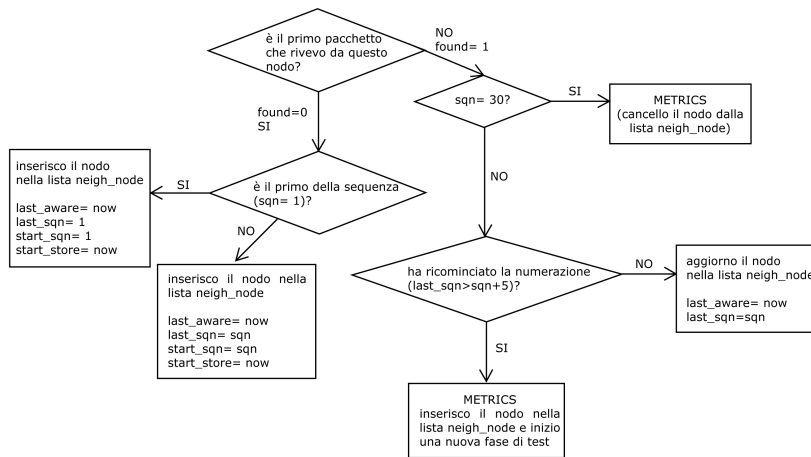 è il primo pacchetto
che rivevo da questo
nodo?
NO
found= 1
found=0
SI
sqn= 30?
SI
METRICS
(cancello il nodo dalla
lista neigh_node)
NO
è il primo della sequenza
(sqn= 1)?
SI
inserisco il nodo
nella lista neigh_node
last_aware= now
last_sqn= 1
start_sqn= 1
start_store= now
NO
inserisco il nodo nella
lista neigh_node
last_aware= now
last_sqn= sqn
start_sqn= sqn
start_store= now
ha ricominciato la numerazione
(last_sqn>sqn+5)?
NO
aggiorno il nodo
nella lista neigh_node
last_aware= now
last_sqn=sqn
SI
METRICS
inserisco il nodo nella
lista neigh_node e inizio
una nuova fase di test